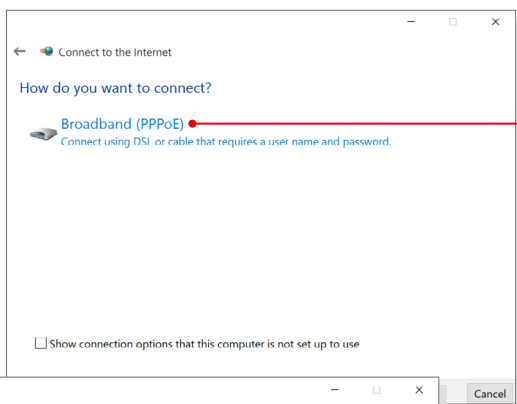 Connect to the Internet
How do you want to connect?
Broadband (PPPoE)
Connect using DSL or cable that requires a user name and password.
Show connection options that this computer is not set up to use
Cancel